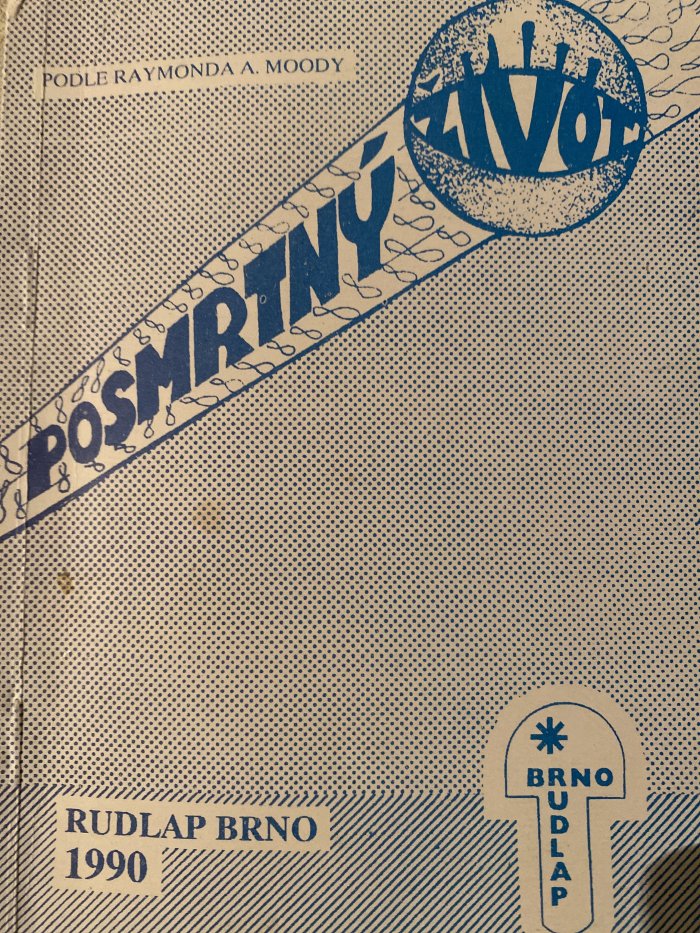 PODLE RAYMONDA A. MOODY
POSMRTNÝ
ŽIVOT
RUDLAP BRNO
1990
BRNO
RUDLAP